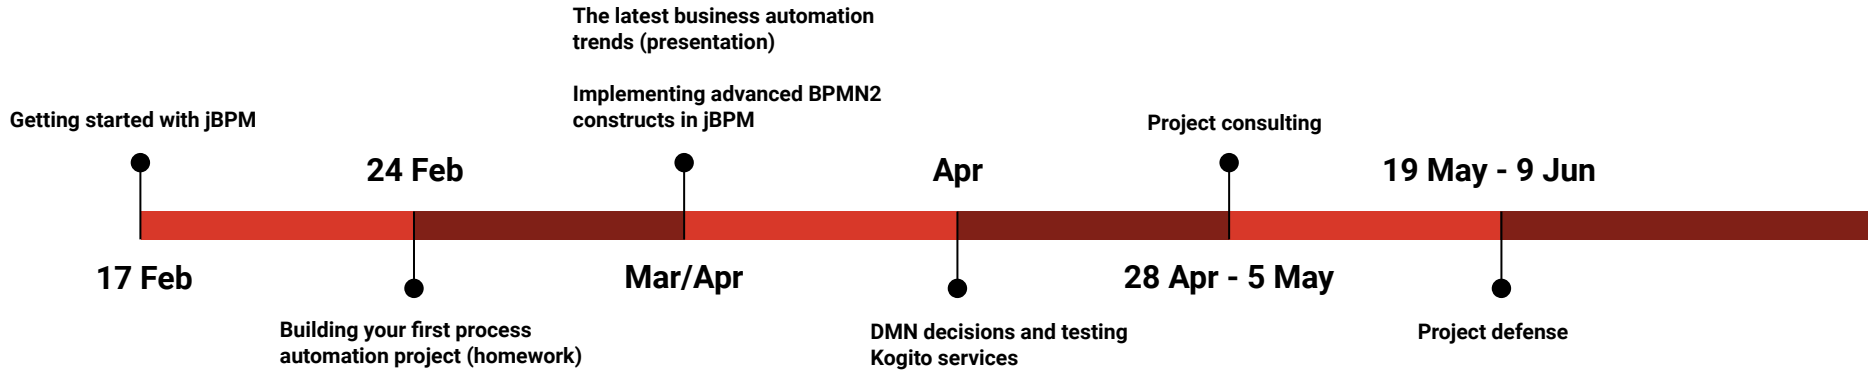 The latest business automation
trends (presentation)
Implementing advanced BPMN2
constructs in jBPM
Getting started with jBPM
Project consulting
24 Feb
Apr
19 May - 9 Jun
17 Feb
Mar/Apr
28 Apr - 5 May
Building your first process
automation project (homework)
DMN decisions and testing
Kogito services
Project defense